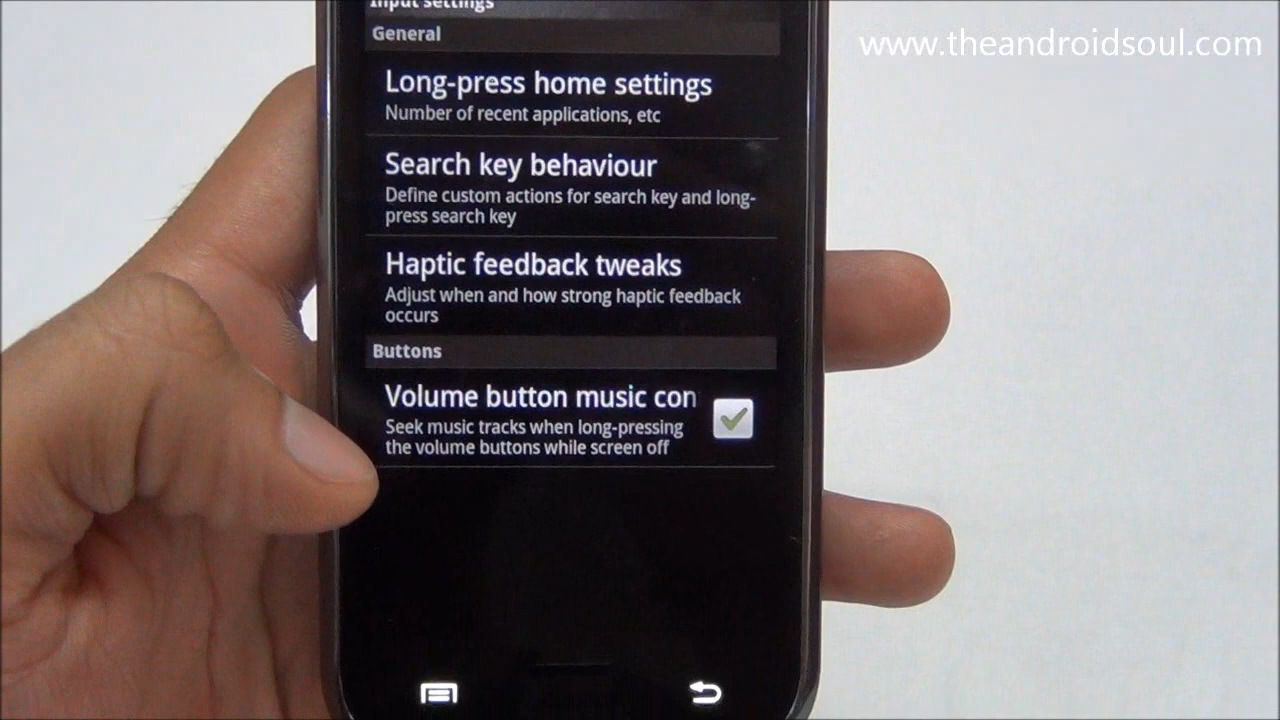 www.theandroidsoul.com
Input settings
General
Long-press home settings
Number of recent applications, etc
Search key behaviour
Define custom actions for search key and long-
press search key
Haptic feedback tweaks
Adjust when and how strong haptic feedback
occurs
Buttons
Volume button music con
Seek music tracks when long-pressing
the volume buttons while screen off